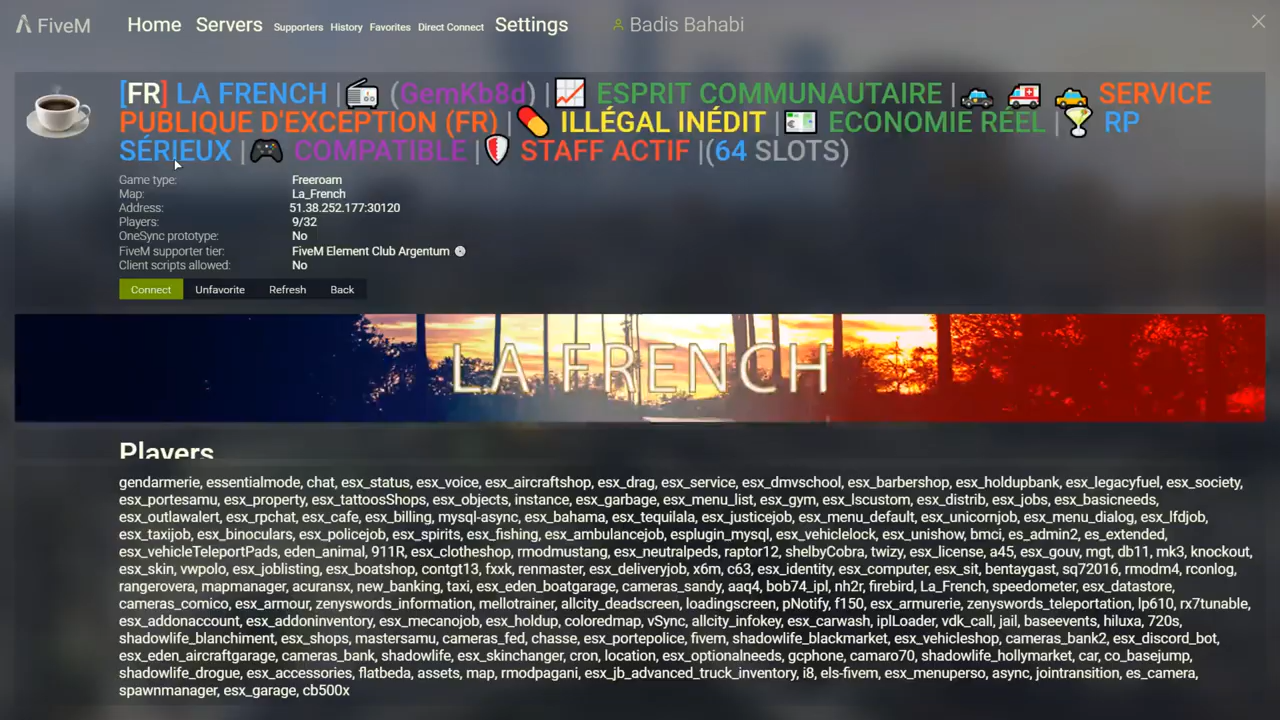 FiveM Home Servers Supporters History Favorites Direct Connect Settings Badis Bahabi
[FR] LA FRENCH | (GemKb8d) | ESPRIT COMMUNAUTAIRE | SERVICE
PUBLIQUE D'EXCEPTION (FR) | ILLÉGAL INÉDIT | ECONOMIE RÉEL | RP
SÉRIEUX | COMPATIBLE | STAFF ACTIF |(64 SLOTS)
Game type: Freeroam
Map: La_French
Address: 51.38.252.177:30120
Players: 9/32
OneSync prototype: No
FiveM supporter tier: FiveM Element Club Argentum
Client scripts allowed: No
Connect Unfavorite Refresh Back
LA FRENCH
Players
gendarmerie, essentialmode, chat, esx_status, esx_voice, esx_aircraftshop, esx_drag, esx_service, esx_dmvschool, esx_barbershop, esx_holdupbank, esx_legacyfuel, esx_society,
esx_portesamu, esx_property, esx_tattoosShops, esx_objects, instance, esx_garbage, esx_menu_list, esx_gym, esx_lscustom, esx_distrib, esx_jobs, esx_basicneeds,
esx_outlawalert, esx_rpchat, esx_cafe, esx_billing, mysql-async, esx_bahama, esx_tequilala, esx_justicejob, esx_menu_default, esx_unicornjob, esx_menu_dialog, esx_lfdjob,
esx_taxijob, esx_binoculars, esx_policejob, esx_spirits, esx_fishing, esx_ambulancejob, esplugin_mysql, esx_vehiclelock, esx_unishow, bmci, es_admin2, es_extended,
esx_vehicleTeleportPads, eden_animal, 911R, esx_clotheshop, rmodmustang, esx_neutralpeds, raptor12, shelbyCobra, twizy, esx_license, a45, esx_gouv, mgt, db11, mk3, knockout,
esx_skin, vwpolo, esx_joblisting, esx_boatshop, contgt13, fxxk, renmaster, esx_deliveryjob, x6m, c63, esx_identity, esx_computer, esx_sit, bentaygast, sq72016, rmodm4, rconlog,
rangerovera, mapmanager, acuransx, new_banking, taxi, esx_eden_boatgarage, cameras_sandy, aaq4, bob74_ipl, nh2r, firebird, La_French, speedometer, esx_datastore,
cameras_comico, esx_armour, zenyswords_information, mellotrainer, allcity_deadscreen, loadingscreen, pNotify, f150, esx_armurerie, zenyswords_teleportation, lp610, rx7tunable,
esx_addonaccount, esx_addoninventory, esx_mecanojob, esx_holdup, coloredmap, vSync, allcity_infokey, esx_carwash, iplLoader, vdk_call, jail, baseevents, hiluxa, 720s,
shadowlife_blanchiment, esx_shops, mastersamu, cameras_fed, chasse, esx_portepolice, fivem, shadowlife_blackmarket, esx_vehicleshop, cameras_bank2, esx_discord_bot,
esx_eden_aircraftgarage, cameras_bank, shadowlife, esx_skinchanger, cron, location, esx_optionalneeds, gcphone, camaro70, shadowlife_hollymarket, car, co_basejump,
shadowlife_drogue, esx_accessories, flatbeda, assets, map, rmodpagani, esx_jb_advanced_truck_inventory, i8, els-fivem, esx_menuperso, async, jointransition, es_camera,
spawnmanager, esx_garage, cb500x